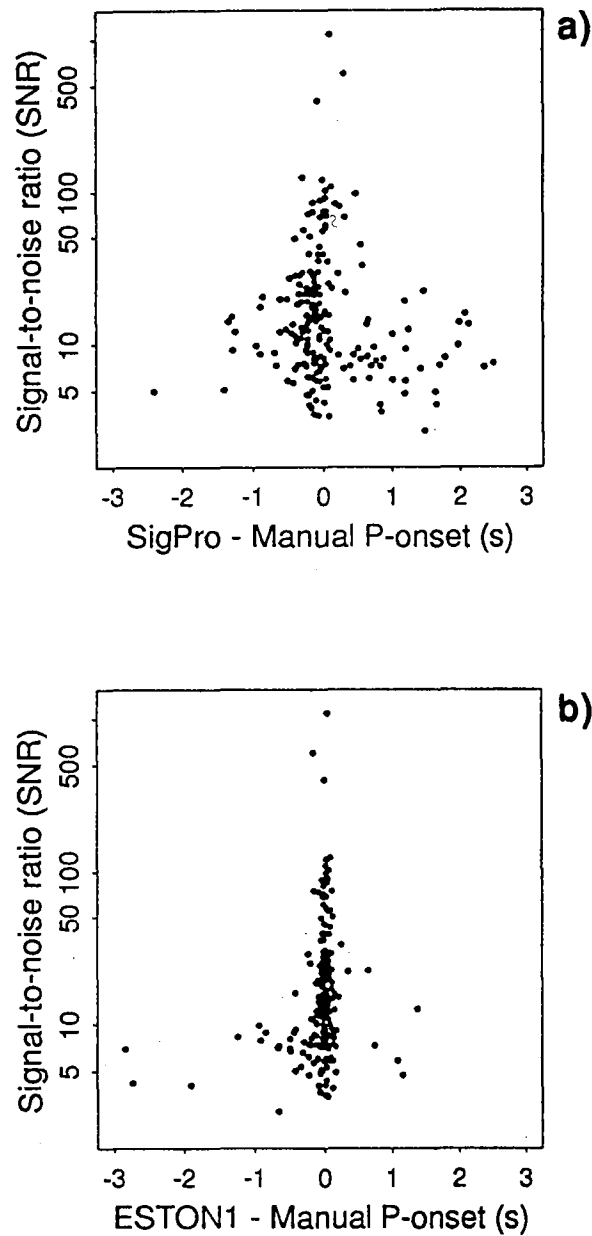 a)
Signal-to-noise ratio (SNR)
500
100
50
10
5
-3 -2 -1 0 1 2 3
SigPro - Manual P-onset (s)
b)
Signal-to-noise ratio (SNR)
500
100
50
10
5
-3 -2 -1 0 1 2 3
ESTON1 - Manual P-onset (s)